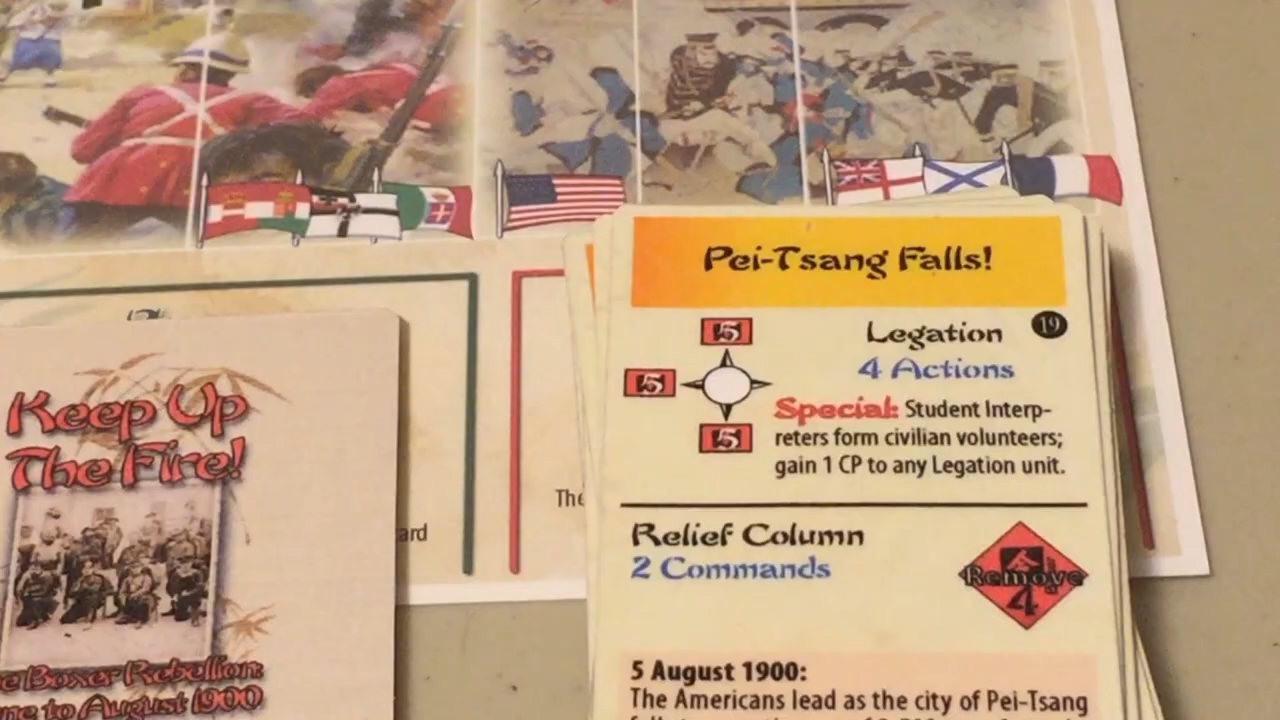 Pei-Tsang Falls!
19
Legation
4 Actions
5
5
5
Special: Student Interp-
reters form civilian volunteers;
gain 1 CP to any Legation unit.
Relief Column
2 Commands
Remove
4
5 August 1900:
The Americans lead as the city of Pei-Tsang
Keep Up
The Fire!
Boxer Rebellion:
to August 1900
ard
The